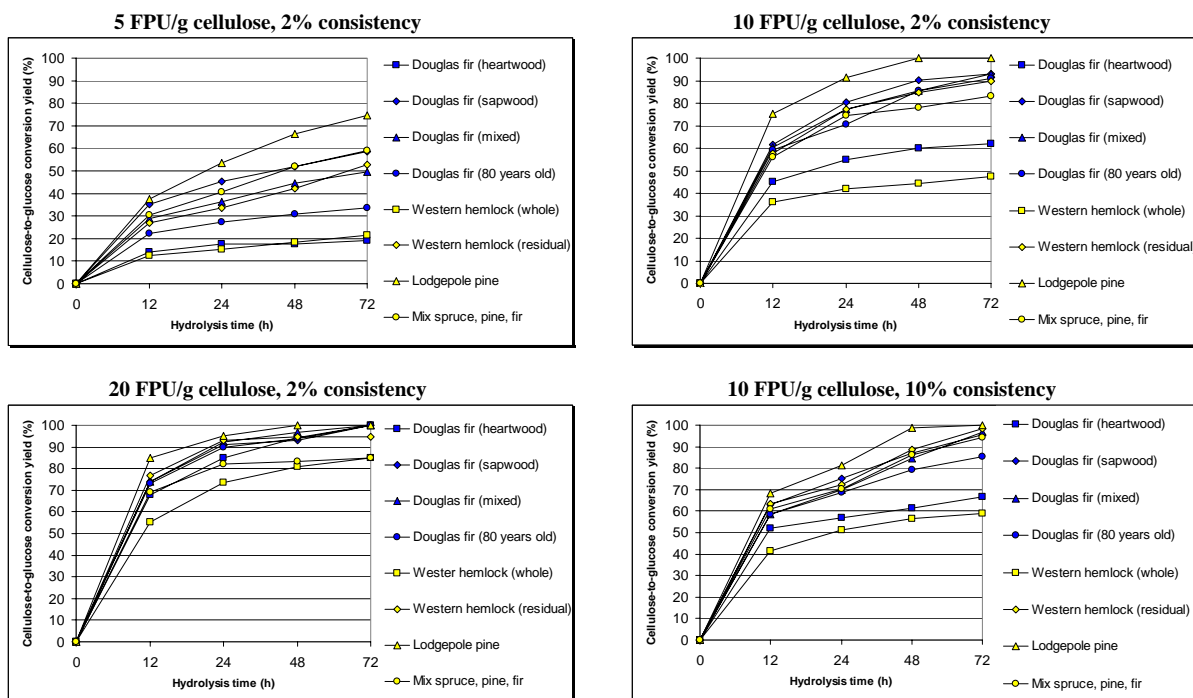 5 FPU/g cellulose, 2% consistency
Cellulose-to-glucose conversion yield (%)
100
90
80
70
60
50
40
30
20
10
0
0 12 24 48 72
Hydrolysis time (h)
Douglas fir (heartwood)
Douglas fir (sapwood)
Douglas fir (mixed)
Douglas fir (80 years old)
Western hemlock (whole)
Western hemlock (residual)
Lodgepole pine
Mix spruce, pine, fir
10 FPU/g cellulose, 2% consistency
Cellulose-to-glucose conversion yield (%)
100
90
80
70
60
50
40
30
20
10
0
0 12 24 48 72
Hydrolysis time (h)
Douglas fir (heartwood)
Douglas fir (sapwood)
Douglas fir (mixed)
Douglas fir (80 years old)
Western hemlock (whole)
Western hemlock (residual)
Lodgepole pine
Mix spruce, pine, fir
20 FPU/g cellulose, 2% consistency
Cellulose-to-glucose conversion yield (%)
100
90
80
70
60
50
40
30
20
10
0
0 12 24 48 72
Hydrolysis time (h)
Douglas fir (heartwood)
Douglas fir (sapwood)
Douglas fir (mixed)
Douglas fir (80 years old)
Wester hemlock (whole)
Western hemlock (residual)
Lodgepole pine
Mix spruce, pine, fir
10 FPU/g cellulose, 10% consistency
Cellulose-to-glucose conversion yield (%)
100
90
80
70
60
50
40
30
20
10
0
0 12 24 48 72
Hydrolysis time (h)
Douglas fir (heartwood)
Douglas fir (sapwood)
Douglas fir (mixed)
Douglas fir (80 years old)
Western hemlock (whole)
Western hemlock (residual)
Lodgepole pine
Mix spruce, pine, fir